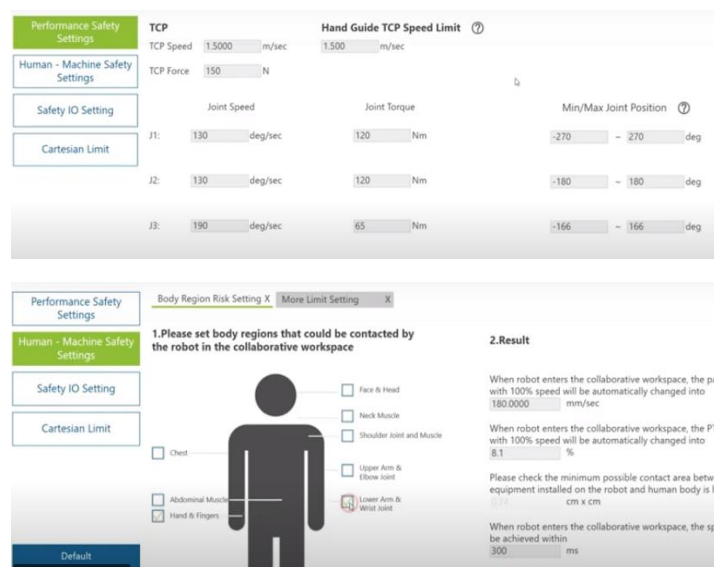 Performance Safety
Settings
Human - Machine Safety
Settings
Safety IO Setting
Cartesian Limit
TCP
Hand Guide TCP Speed Limit ?
TCP Speed 1.5000 m/sec
1.500 m/sec
TCP Force 150 N
Joint Speed
Joint Torque
Min/Max Joint Position ?
J1: 130 deg/sec 120 Nm -270 ~ 270 deg
J2: 130 deg/sec 120 Nm -180 ~ 180 deg
J3: 190 deg/sec 65 Nm -166 ~ 166 deg
Performance Safety
Settings
Human - Machine Safety
Settings
Safety IO Setting
Cartesian Limit
Default
Body Region Risk Setting X
More Limit Setting X
1.Please set body regions that could be contacted by
the robot in the collaborative workspace
Face & Head
Neck Muscle
Shoulder Joint and Muscle
Chest
Upper Arm &
Elbow Joint
Abdominal Muscle
Lower Arm &
Wrist Joint
Hand & Fingers
2.Result
When robot enters the collaborative workspace, the
with 100% speed will be automatically changed into
180.0000 mm/sec
When robot enters the collaborative workspace, the
with 100% speed will be automatically changed into
8.1 %
Please check the minimum possible contact area
equipment installed on the robot and human body is
cm x cm
When robot enters the collaborative workspace, the
be achieved within
300 ms